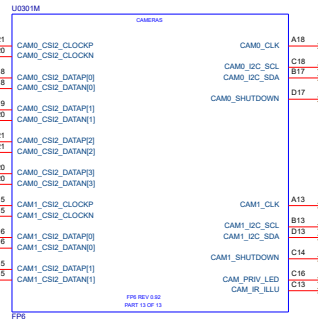 U0301M
CAMERAS
CAM0_CSI2_CLOCKP
CAM0_CSI2_CLOCKN
CAM0_CSI2_DATAP[0]
CAM0_CSI2_DATAN[0]
CAM0_CSI2_DATAP[1]
CAM0_CSI2_DATAN[1]
CAM0_CSI2_DATAP[2]
CAM0_CSI2_DATAN[2]
CAM0_CSI2_DATAP[3]
CAM0_CSI2_DATAN[3]
CAM1_CSI2_CLOCKP
CAM1_CSI2_CLOCKN
CAM1_CSI2_DATAP[0]
CAM1_CSI2_DATAN[0]
CAM1_CSI2_DATAP[1]
CAM1_CSI2_DATAN[1]
CAM0_CLK A18
CAM0_I2C_SCL C18
CAM0_I2C_SDA B17
CAM0_SHUTDOWN D17
CAM1_CLK A13
CAM1_I2C_SCL B13
CAM1_I2C_SDA D13
CAM1_SHUTDOWN C14
CAM_PRIV_LED C16
CAM_IR_ILLU C13
FP6 REV 0.92
PART 13 OF 13
FP6